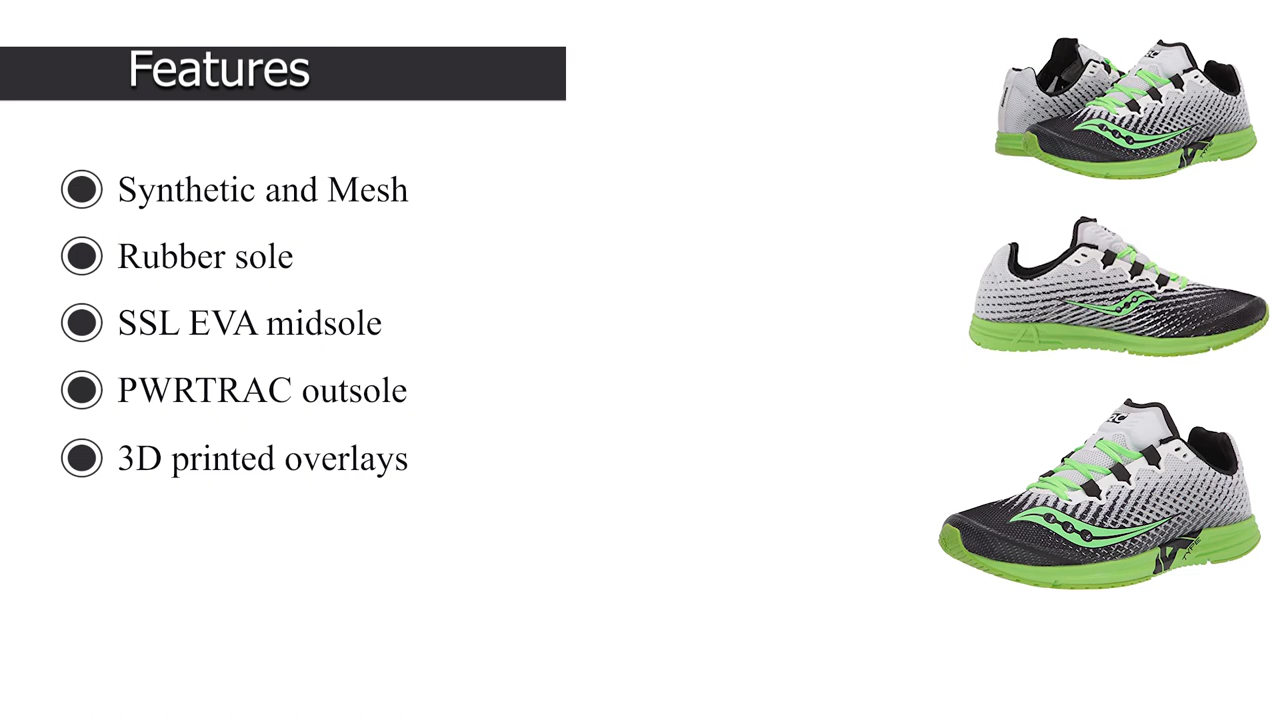 Features
Synthetic and Mesh
Rubber sole
SSL EVA midsole
PWRTRAC outsole
3D printed overlays